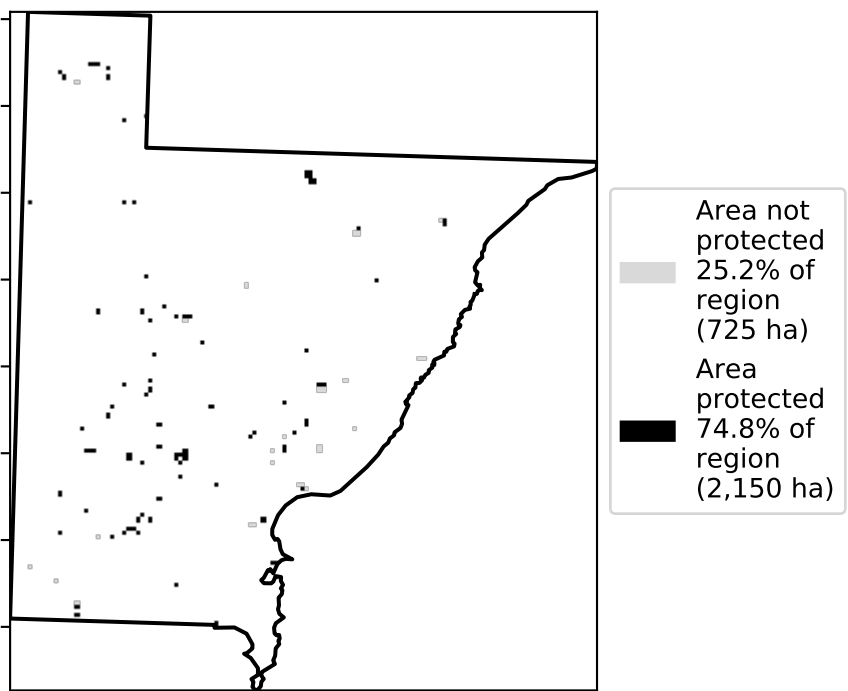 Area not
protected
25.2% of
region
(725 ha)
Area
protected
74.8% of
region
(2,150 ha)